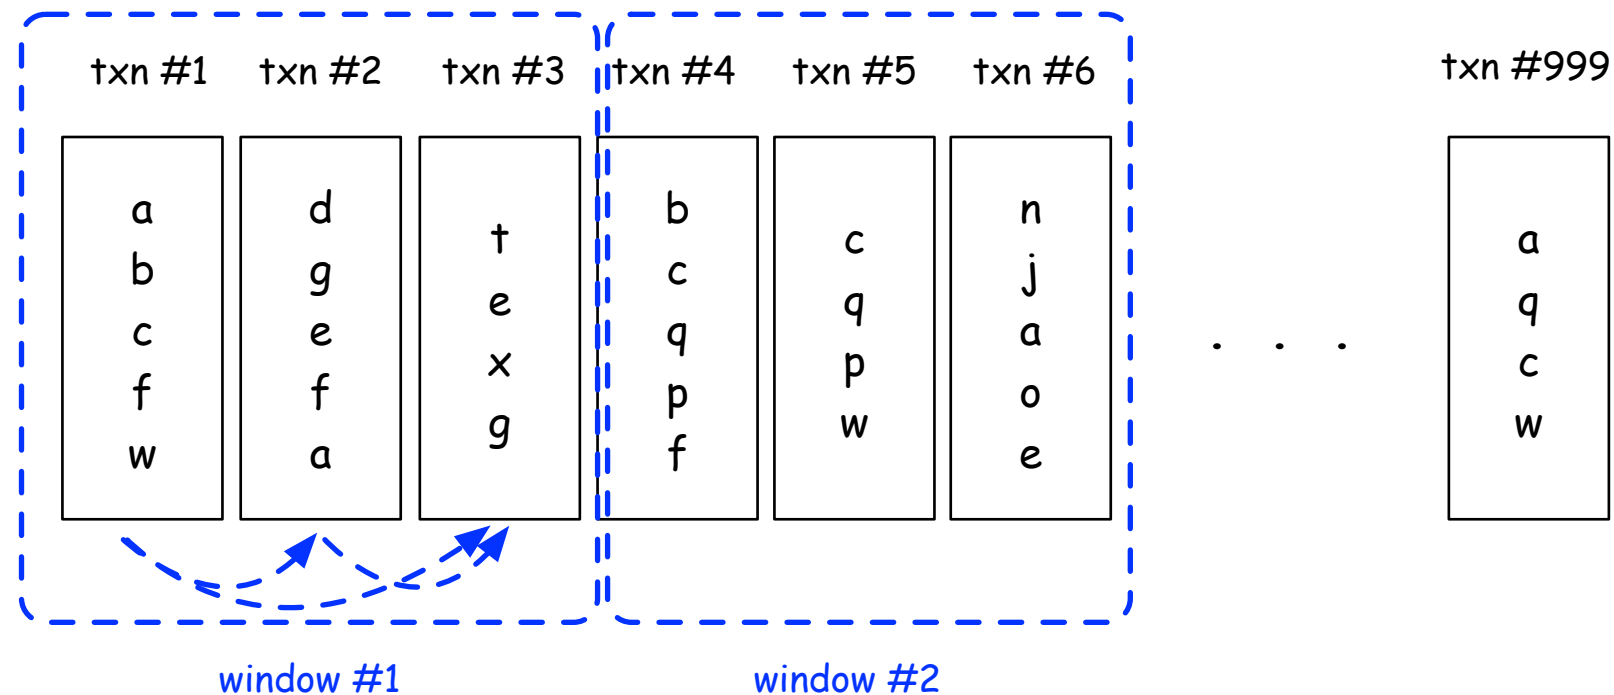 txn #1 txn #2 txn #3 txn #4 txn #5 txn #6 txn #999
a
b
c
f
w
d
g
e
f
a
t
e
x
g
b
c
q
p
f
c
q
p
w
n
j
a
o
e
. . .
a
q
c
w
window #1 window #2